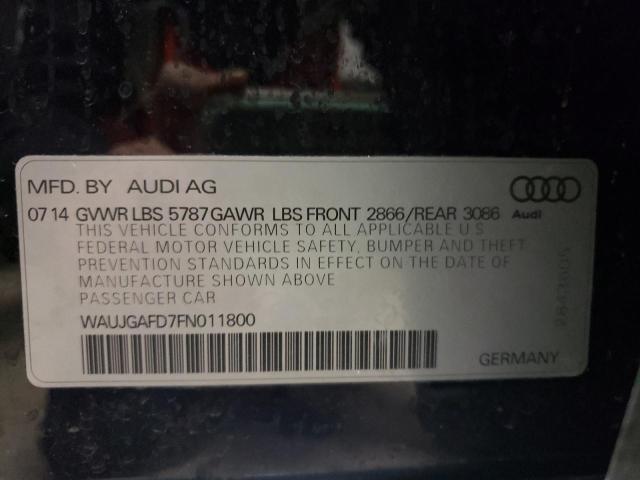 MFD. BY AUDI AG
07 14 GVWR LBS 5787 GAWR LBS FRONT 2866/REAR 3086 Audi
THIS VEHICLE CONFORMS TO ALL APPLICABLE U.S
FEDERAL MOTOR VEHICLE SAFETY, BUMPER AND THEFT
PREVENTION STANDARDS IN EFFECT ON THE DATE OF
MANUFACTURE SHOWN ABOVE
PASSENGER CAR
WAUJGAFD7FN011800
GERMANY